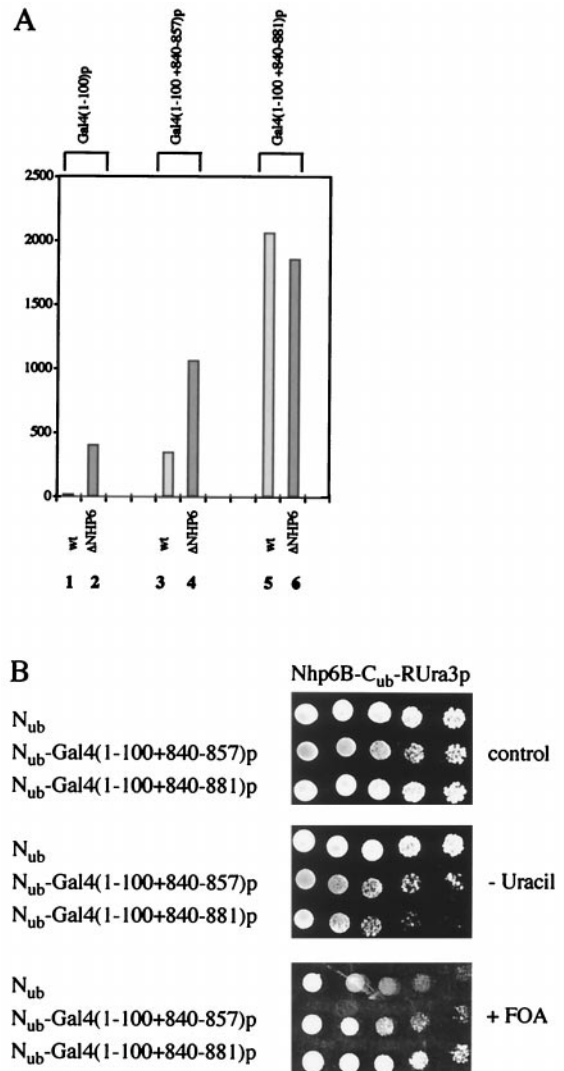 A
Gal4(1-100)p
Gal4(1-100 +840-857)p
Gal4(1-100 +840-881)p
2500
2000
1500
1000
500
0
wt
ΔNHP6
wt
ΔNHP6
wt
ΔNHP6
1 2 3 4 5 6
B
Nhp6B-Cub-RUra3p
Nub
Nub-Gal4(1-100+840-857)p
Nub-Gal4(1-100+840-881)p
control
Nub
Nub-Gal4(1-100+840-857)p
Nub-Gal4(1-100+840-881)p
- Uracil
Nub
Nub-Gal4(1-100+840-857)p
Nub-Gal4(1-100+840-881)p
+ FOA